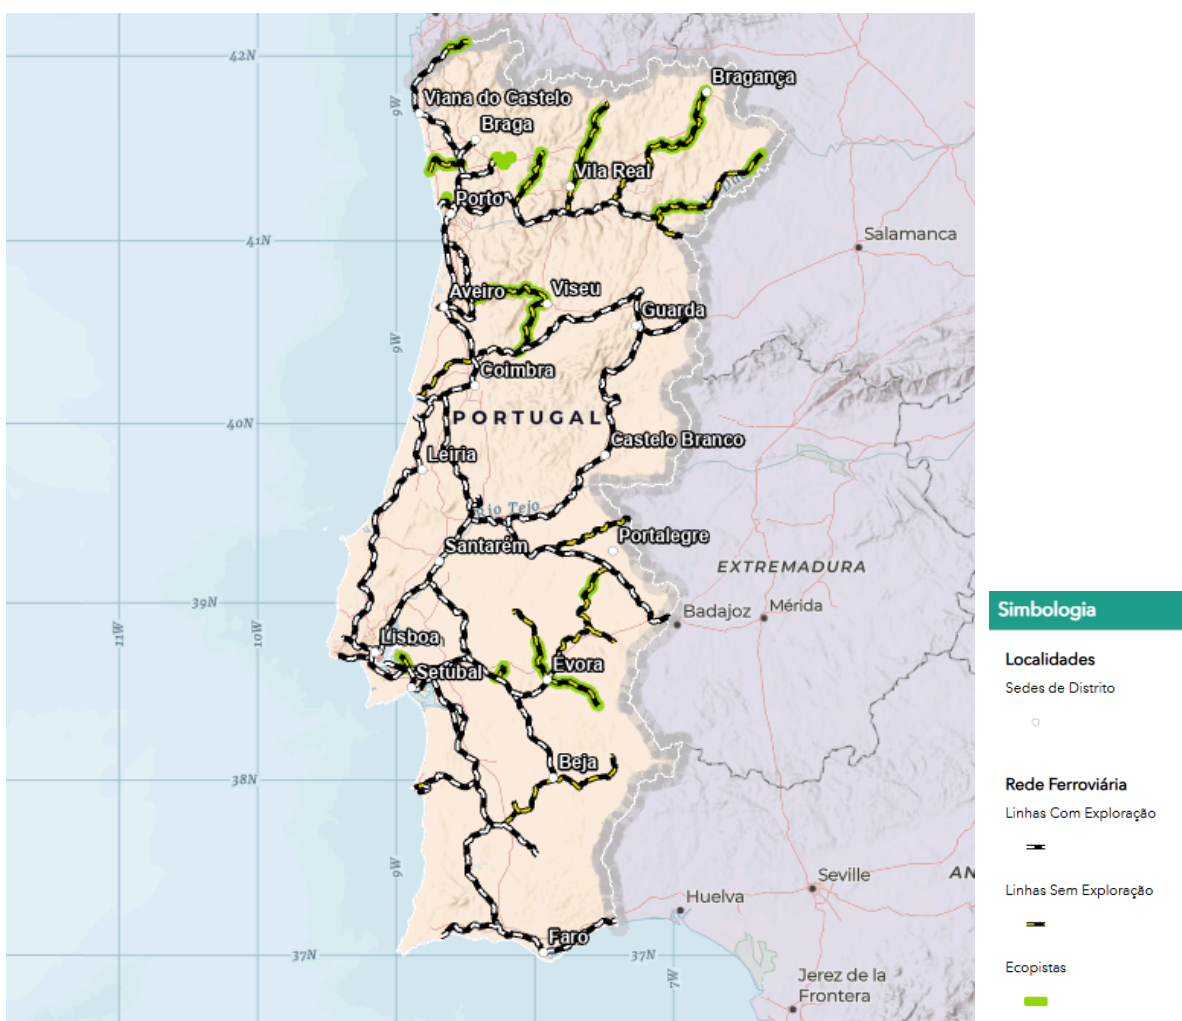 42N
Bragança
9W
Viana do Castelo
Braga
Vila Real
Porto
41N
Salamanca
Aveiro
Viseu
Guarda
9W
Coimbra
40N
PORTUGAL
Castelo Branco
Leiria
Rio Tejo
Santarém
Portalegre
EXTREMADURA
39N
Badajoz
Mérida
11W
10W
Lisboa
Setúbal
Évora
38N
Beja
9W
Seville
AN
Huelva
Faro
37N
37N
7W
Jerez de la
Frontera
Simbologia
Localidades
Sedes de Distrito
Rede Ferroviária
Linhas Com Exploração
Linhas Sem Exploração
Ecopistas